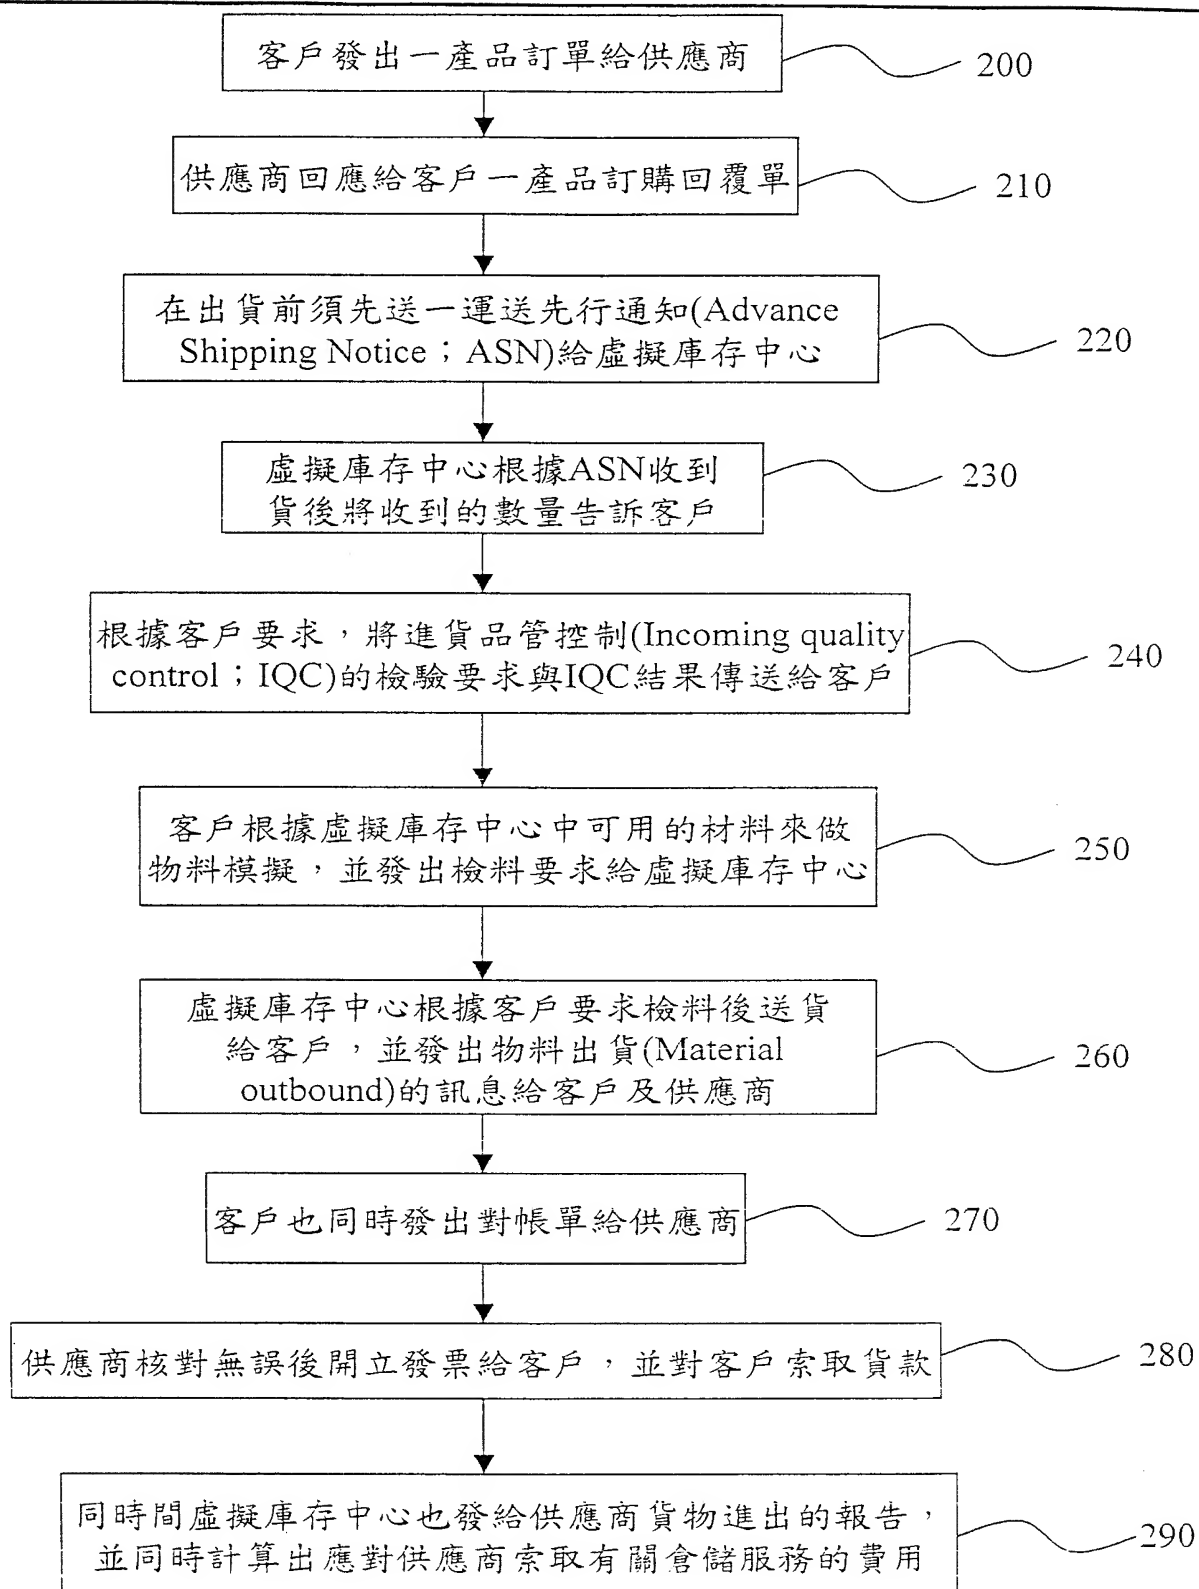 客戶發出一產品訂單給供應商
200
供應商回應給客戶一產品訂購回覆單
210
在出貨前須先送一運送先行通知(Advance
Shipping Notice；ASN)給虛擬庫存中心
220
虛擬庫存中心根據ASN收到
貨後將收到的數量告訴客戶
230
根據客戶要求，將進貨品管控制(Incoming quality
control；IQC)的檢驗要求與IQC結果傳送給客戶
240
客戶根據虛擬庫存中心中可用的材料來做
物料模擬，並發出檢料要求給虛擬庫存中心
250
虛擬庫存中心根據客戶要求檢料後送貨
給客戶，並發出物料出貨(Material
outbound)的訊息給客戶及供應商
260
客戶也同時發出對帳單給供應商
270
供應商核對無誤後開立發票給客戶，並對客戶索取貨款
280
同時間虛擬庫存中心也發給供應商貨物進出的報告，
並同時計算出應對供應商索取有關倉儲服務的費用
290